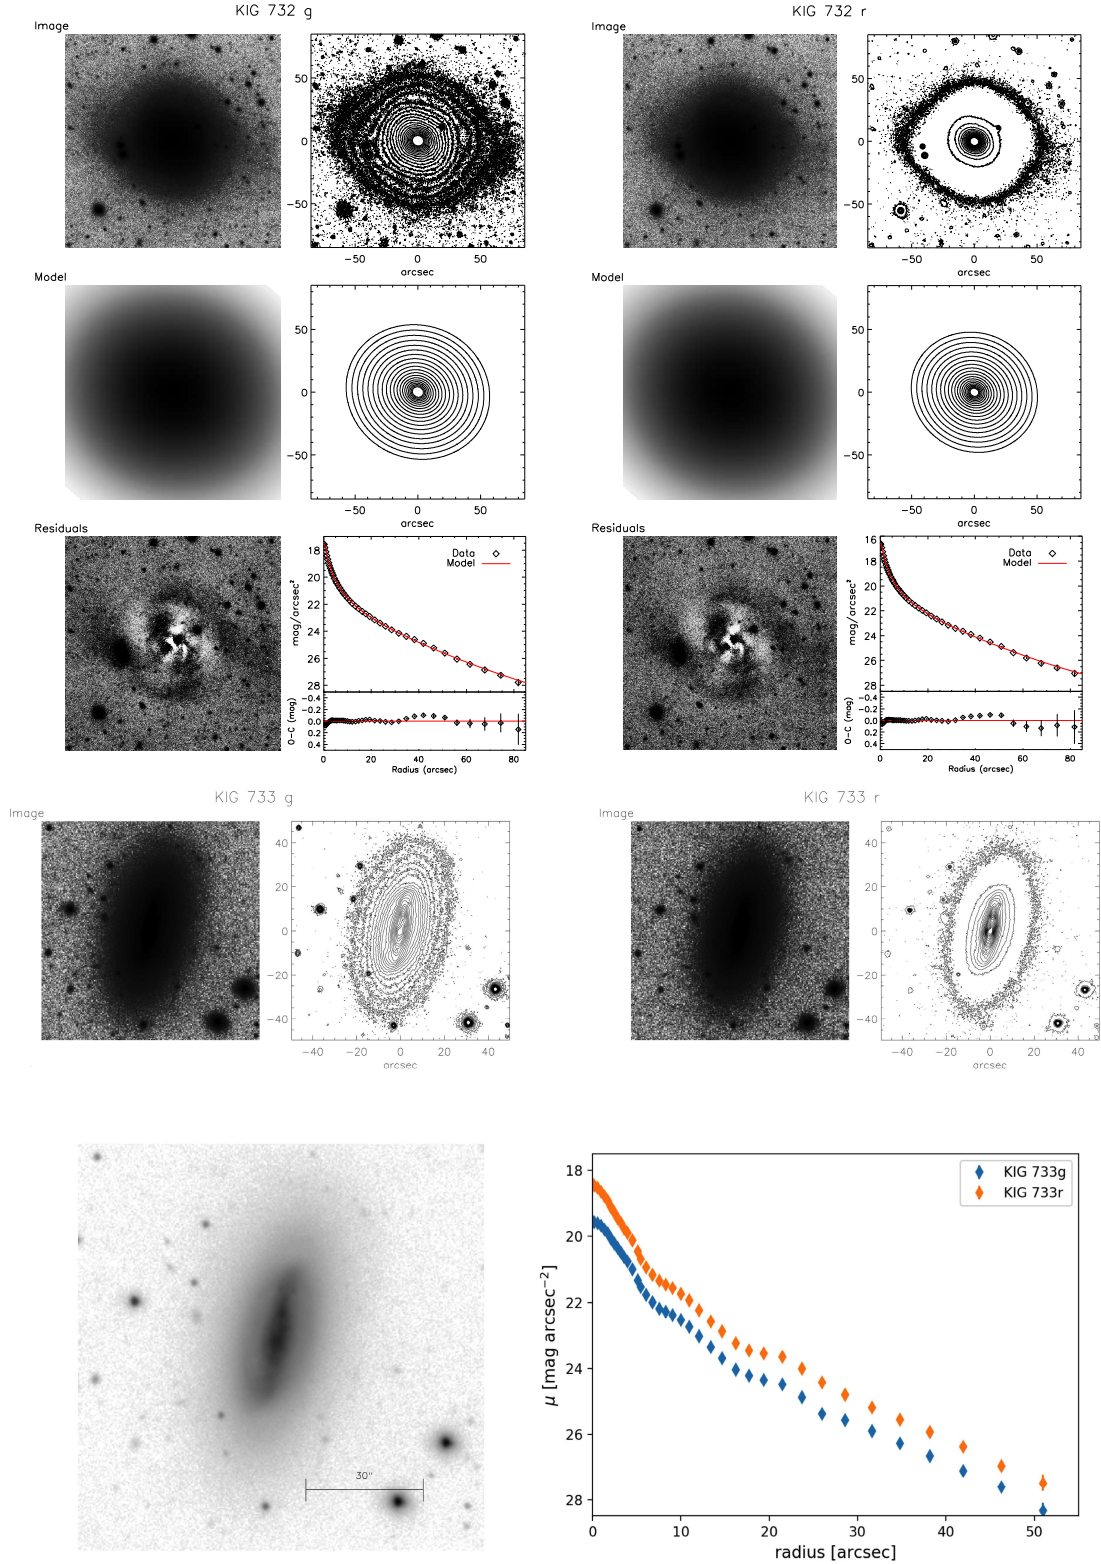 KIG 732 g
KIG 732 r
Image
Image
50
0
−50
−50 0 50
arcsec
50
0
−50
−50 0 50
arcsec
Model
Model
50
0
−50
−50 0 50
arcsec
50
0
−50
−50 0 50
arcsec
Residuals
Residuals
mag/arcsec²
18
20
22
24
26
28
Data
Model
O−C (mag)
−0.4
−0.2
0.0
0.2
0.4
0 20 40 60 80
Radius (arcsec)
mag/arcsec²
16
18
20
22
24
26
28
Data
Model
O−C (mag)
−0.4
−0.2
0.0
0.2
0.4
0 20 40 60 80
Radius (arcsec)
KIG 733 g
KIG 733 r
Image
Image
40
20
0
−20
−40
−40 −20 0 20 40
arcsec
40
20
0
−20
−40
−40 −20 0 20 40
arcsec
30"
μ [mag arcsec−2]
18
20
22
24
26
28
KIG 733g
KIG 733r
0 10 20 30 40 50
radius [arcsec]